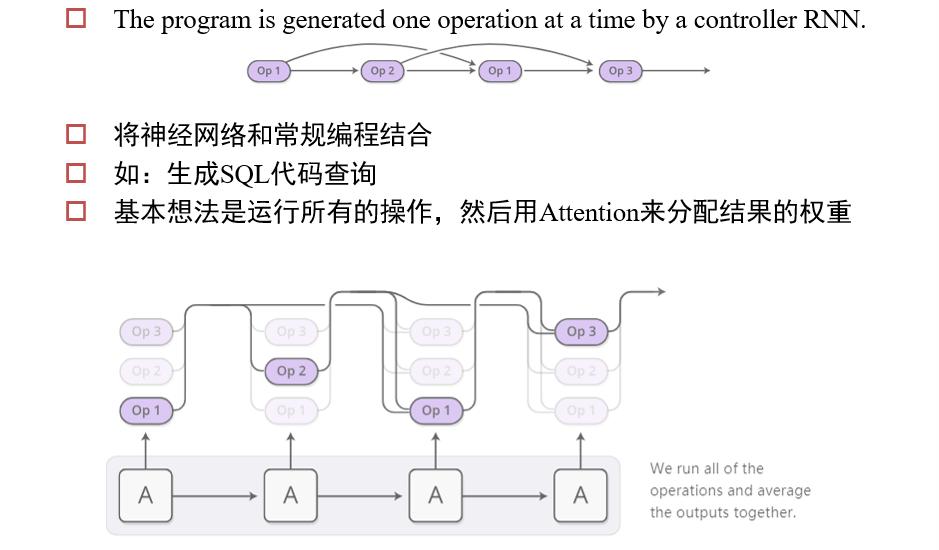 The program is generated one operation at a time by a controller RNN.
Op 1 Op 2 Op 1 Op 3
将神经网络和常规编程结合
如：生成SQL代码查询
基本想法是运行所有的操作，然后用Attention来分配结果的权重
Op 3 Op 3 Op 3 Op 3
Op 2 Op 2 Op 2 Op 2
Op 1 Op 1 Op 1 Op 1
A A A A
We run all of the
operations and average
the outputs together.